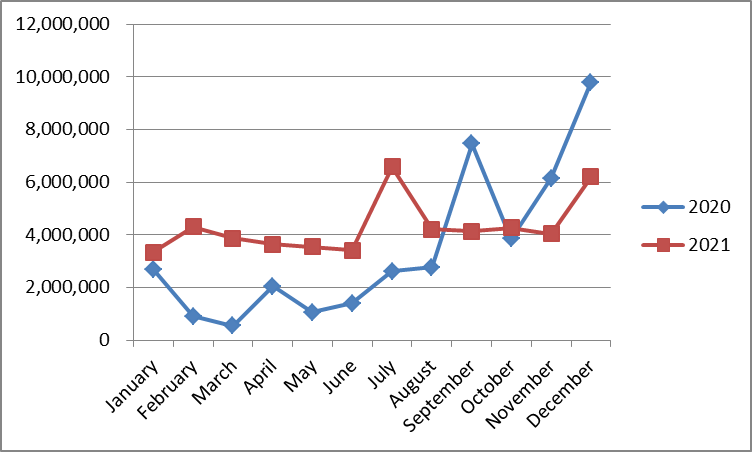 12,000,000
10,000,000
8,000,000
6,000,000
4,000,000
2,000,000
0
January
February
March
April
May
June
July
August
September
October
November
December
2020
2021